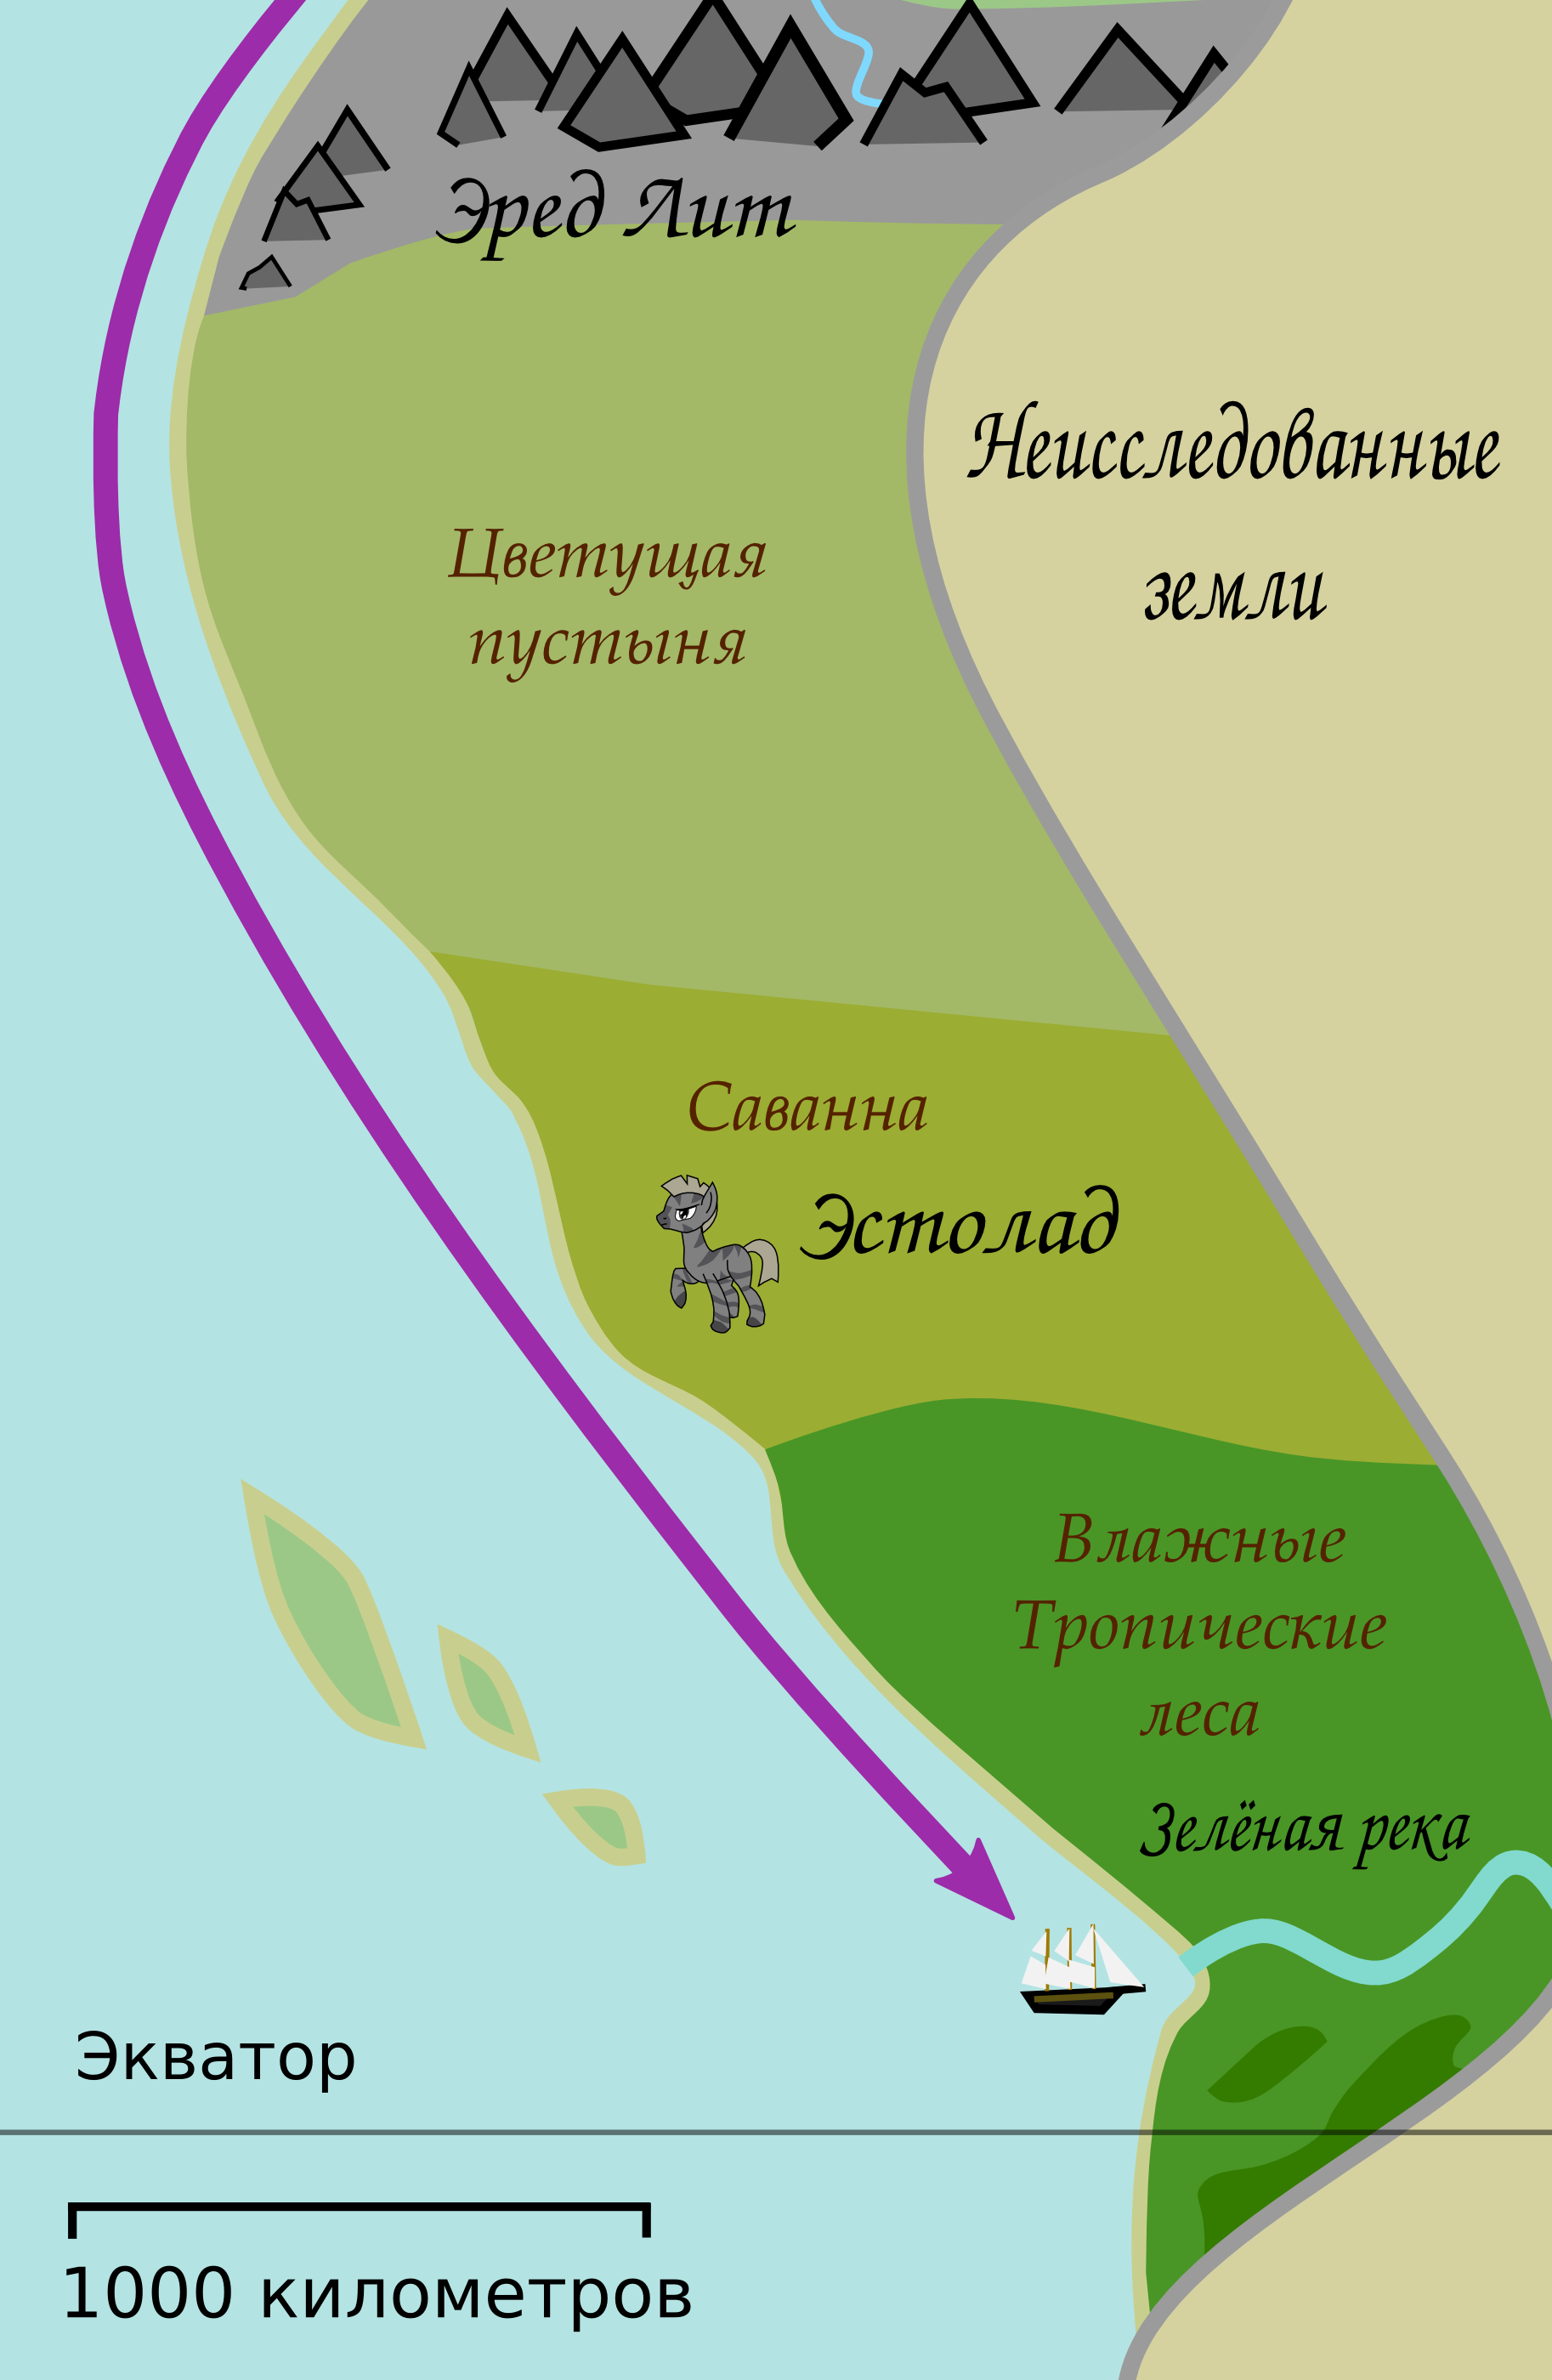 Эред Лит
Неисследованные
земли
Цветущая
пустыня
Саванна
Эстолад
Влажные
Тропические
леса
Зелёная река
Экватор
1000 километров